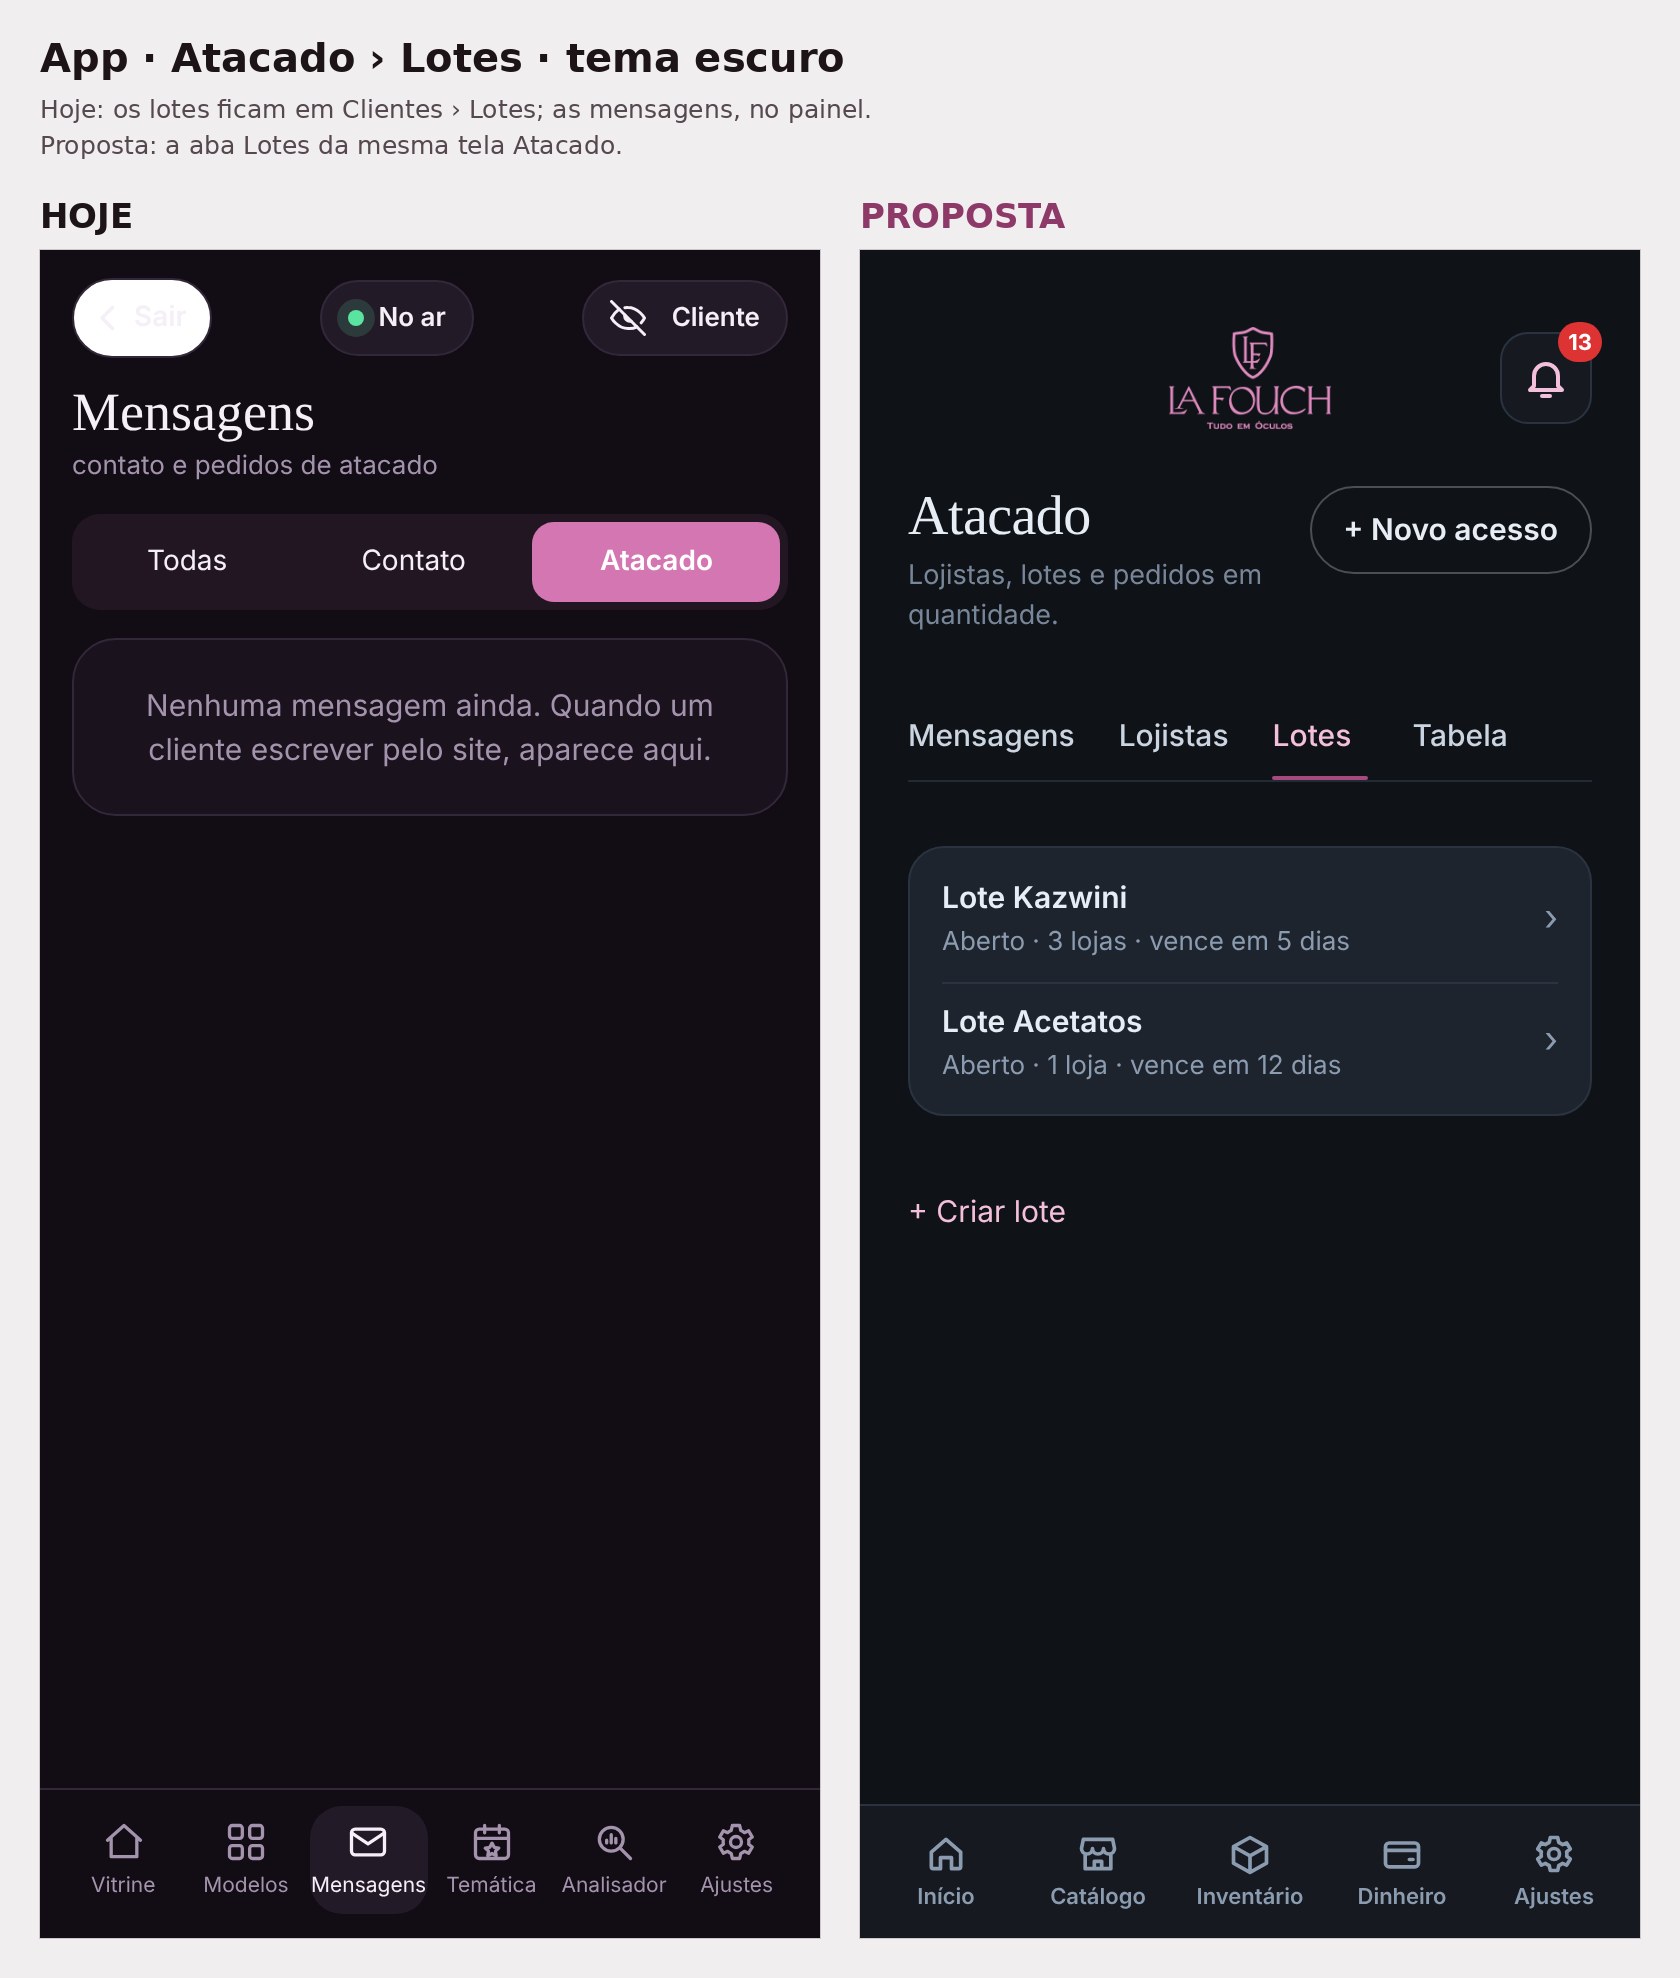 App · Atacado › Lotes · tema escuro
Hoje: os lotes ficam em Clientes › Lotes; as mensagens, no painel.
Proposta: a aba Lotes da mesma tela Atacado.
HOJE
Sair
No ar
Cliente
Mensagens
contato e pedidos de atacado
Todas
Contato
Atacado
Nenhuma mensagem ainda. Quando um
cliente escrever pelo site, aparece aqui.
Vitrine
Modelos
Mensagens
Temática
Analisador
Ajustes
PROPOSTA
LF
LA FOUCH
TUDO EM ÓCULOS
13
Atacado
+ Novo acesso
Lojistas, lotes e pedidos em
quantidade.
Mensagens
Lojistas
Lotes
Tabela
Lote Kazwini
Aberto · 3 lojas · vence em 5 dias
Lote Acetatos
Aberto · 1 loja · vence em 12 dias
+ Criar lote
Início
Catálogo
Inventário
Dinheiro
Ajustes